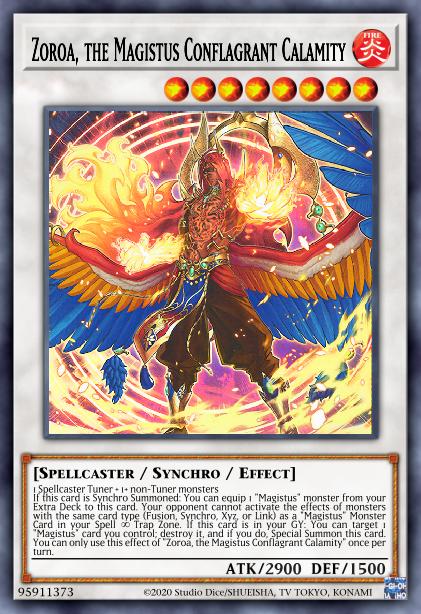 Zoroa, the Magistus Conflagrant Calamity
FIRE
炎
[Spellcaster / Synchro / Effect]
1 Spellcaster Tuner + 1+ non-Tuner monsters
If this card is Synchro Summoned: You can equip 1 "Magistus" monster from your
Extra Deck to this card. Your opponent cannot activate the effects of monsters
with the same card type (Fusion, Synchro, Xyz, or Link) as a "Magistus" Monster
Card in your Spell ∞ Trap Zone. If this card is in your GY: You can target 1
"Magistus" card you control; destroy it, and if you do, Special Summon this card.
You can only use this effect of "Zoroa, the Magistus Conflagrant Calamity" once per
turn.
ATK/2900 DEF/1500
95911373
©2020 Studio Dice/SHUEISHA, TV TOKYO, KONAMI